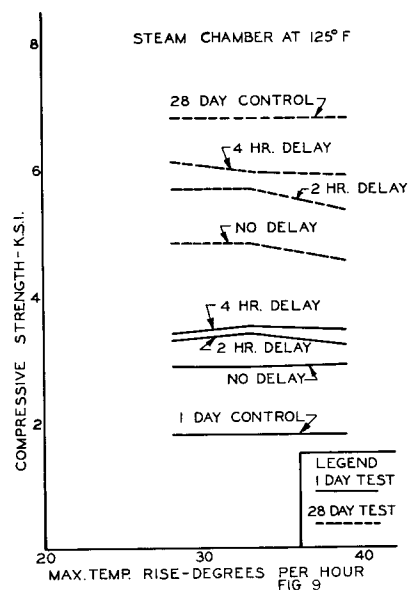 8
STEAM CHAMBER AT 125° F
28 DAY CONTROL
4 HR. DELAY
6
2 HR. DELAY
NO DELAY
COMPRESSIVE STRENGTH-K.S.I.
4
4 HR. DELAY
2 HR. DELAY
NO DELAY
2
1 DAY CONTROL
LEGEND
1 DAY TEST
28 DAY TEST
0
20
30
40
MAX. TEMP. RISE-DEGREES PER HOUR
FIG 9